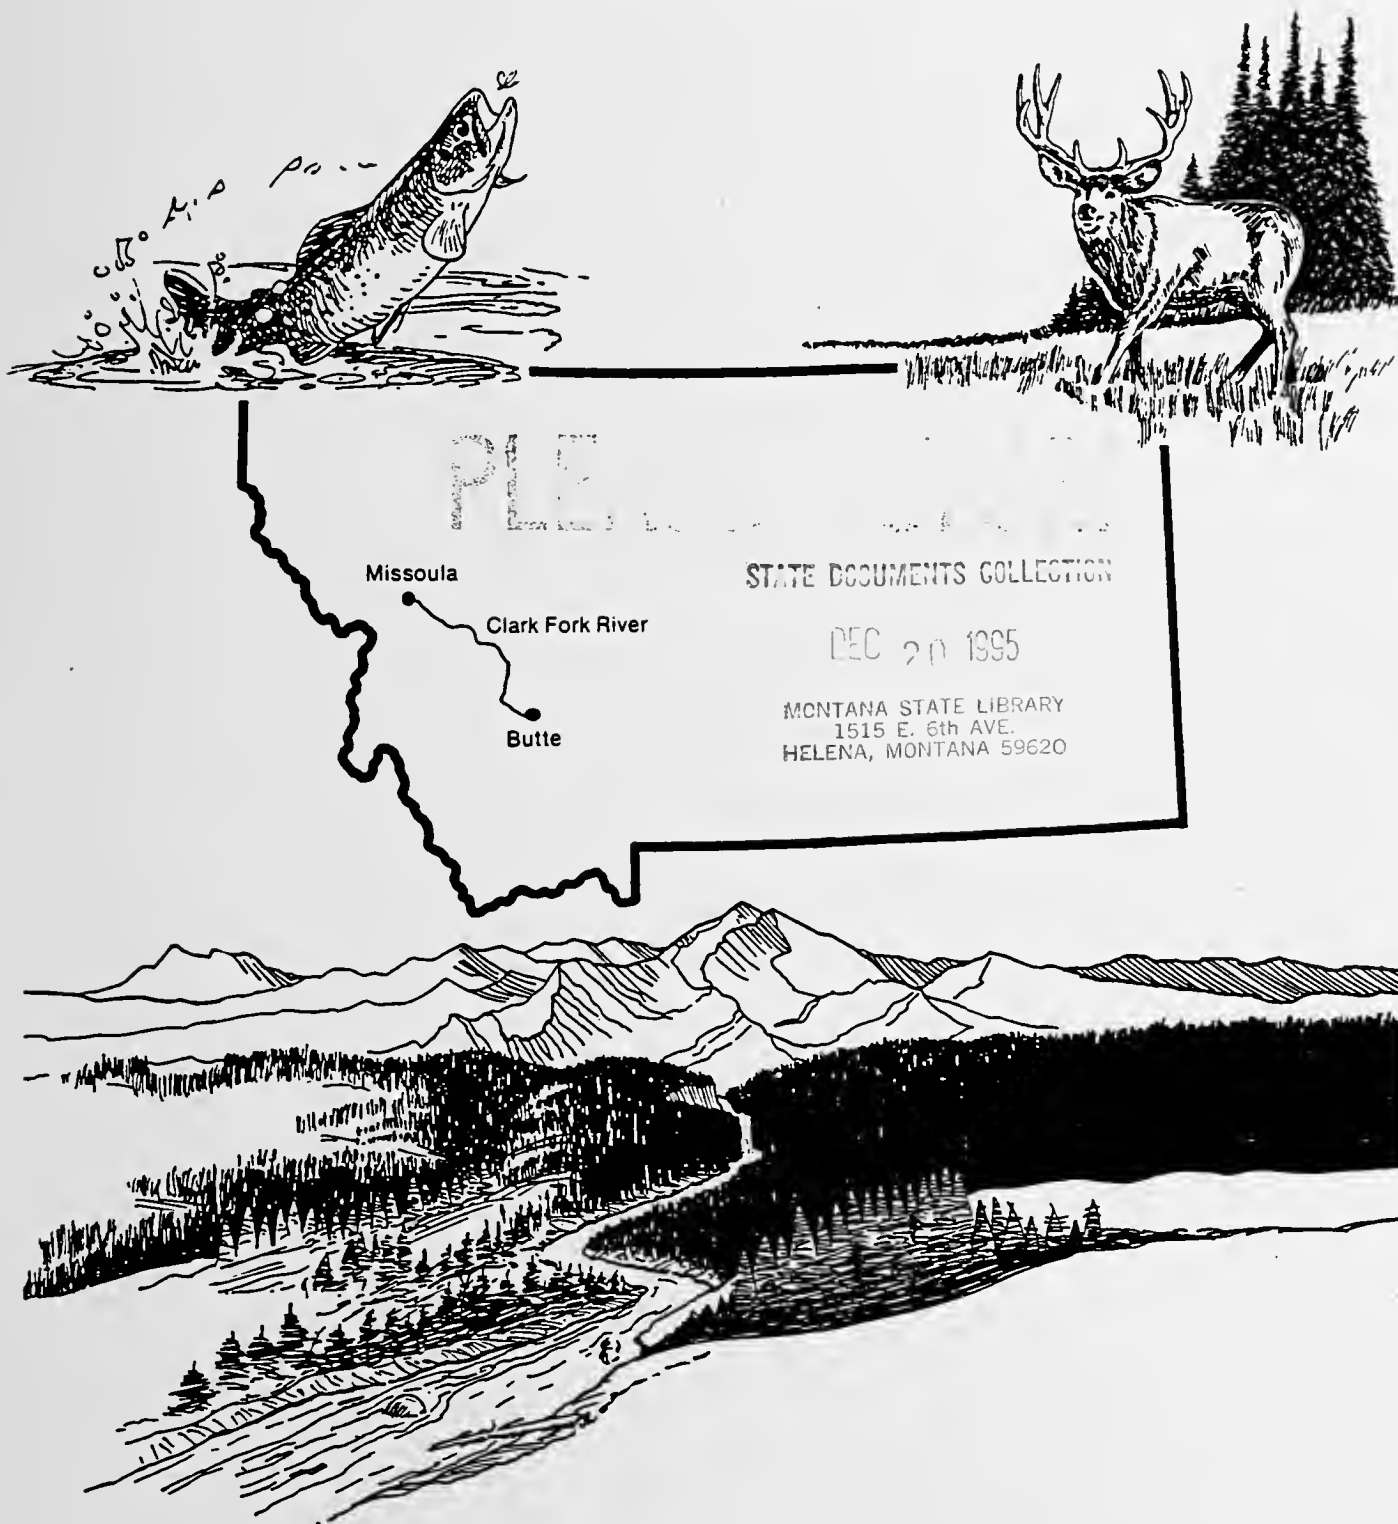 Missoula
Clark Fork River
Butte
STATE DOCUMENTS COLLECTION
DEC 20 1995
MONTANA STATE LIBRARY
1515 E. 6th AVE.
HELENA, MONTANA 59620